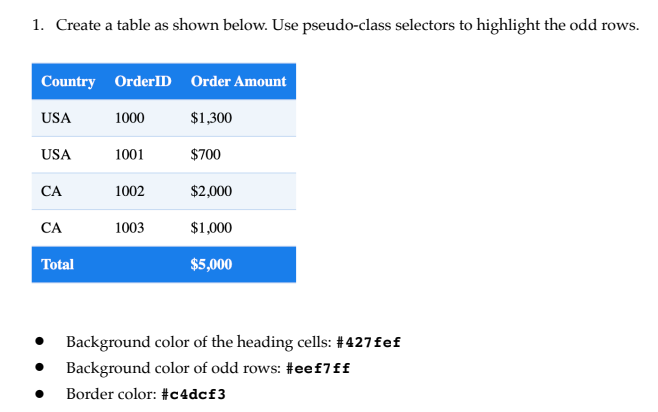 1. Create a table as shown below. Use pseudo-class selectors to highlight the odd rows.
Country OrderID Order Amount
USA 1000 $1,300
USA 1001 $700
CA 1002 $2,000
CA 1003 $1,000
Total $5,000
● Background color of the heading cells: #427fef
● Background color of odd rows: #eef7ff
● Border color: #c4dcf3